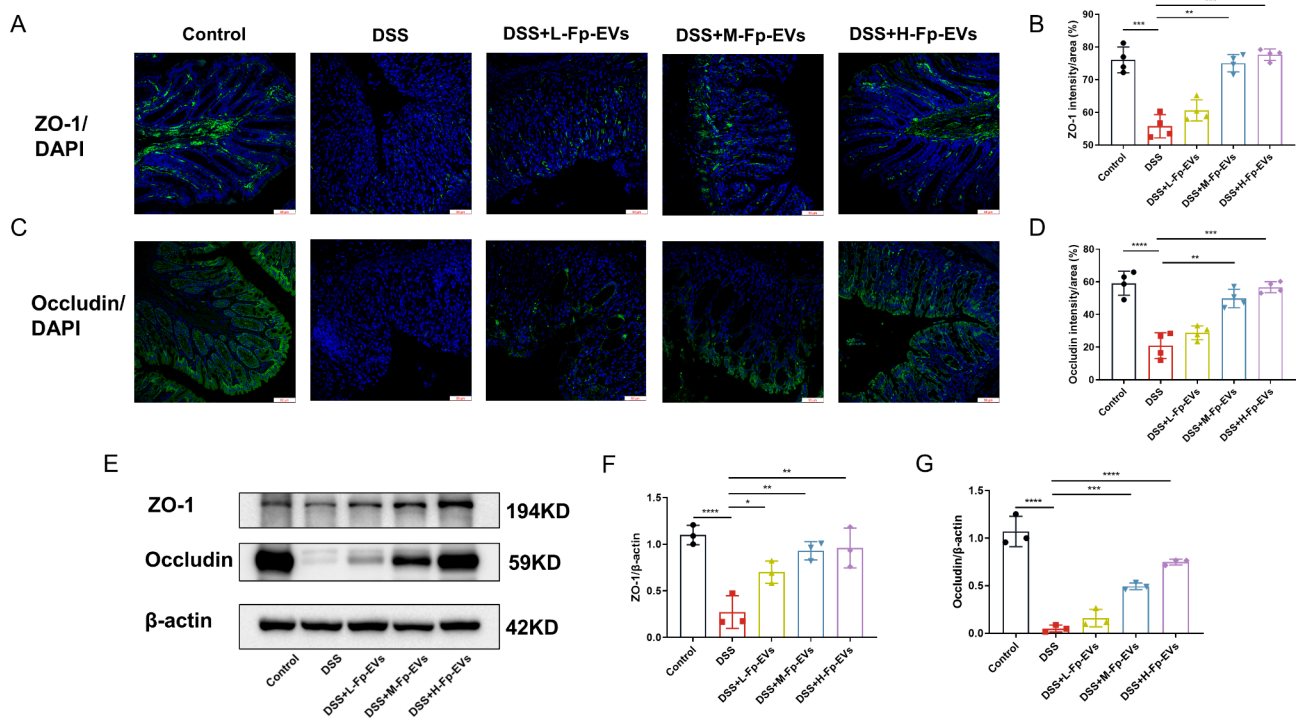 A
Control
DSS
DSS+L-Fp-EVs
DSS+M-Fp-EVs
DSS+H-Fp-EVs
ZO-1/
DAPI
B
***
**
***
ZO-1 intensity/area (%)
90
80
70
60
50
Control
DSS
DSS+L-Fp-EVs
DSS+M-Fp-EVs
DSS+H-Fp-EVs
C
Occludin/
DAPI
D
****
**
***
Occludin intensity/area (%)
80
60
40
20
0
Control
DSS
DSS+L-Fp-EVs
DSS+M-Fp-EVs
DSS+H-Fp-EVs
E
ZO-1
194KD
Occludin
59KD
β-actin
42KD
Control
DSS
DSS+L-Fp-EVs
DSS+M-Fp-EVs
DSS+H-Fp-EVs
F
**
**
*
****
ZO-1/β-actin
1.5
1.0
0.5
0.0
Control
DSS
DSS+L-Fp-EVs
DSS+M-Fp-EVs
DSS+H-Fp-EVs
G
****
***
****
Occludin/β-actin
1.5
1.0
0.5
0.0
Control
DSS
DSS+L-Fp-EVs
DSS+M-Fp-EVs
DSS+H-Fp-EVs